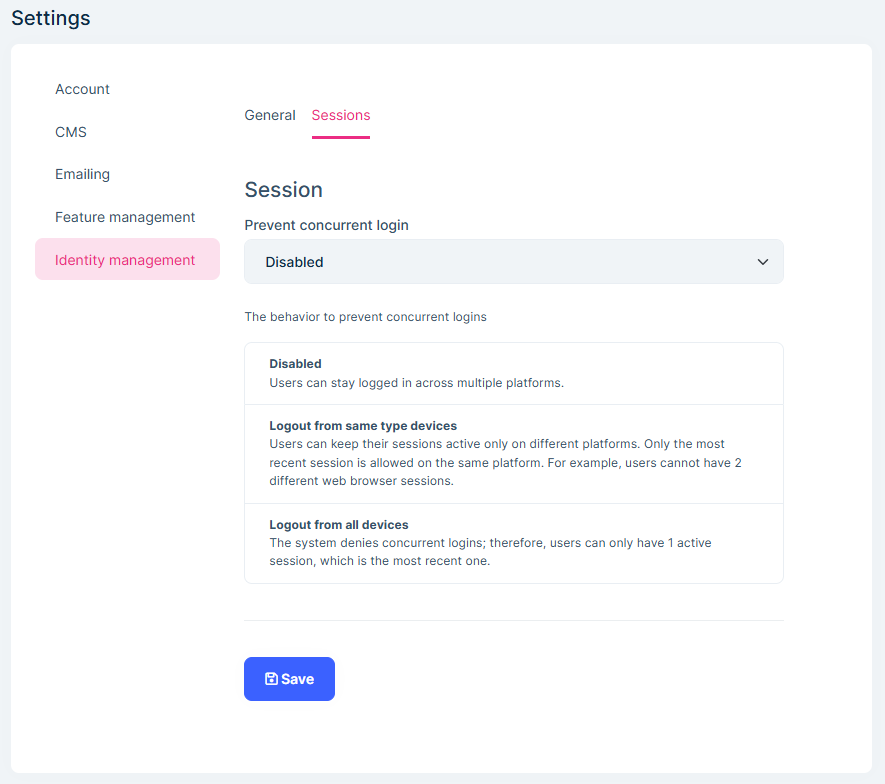 Settings
Account
CMS
Emailing
Feature management
Identity management
General
Sessions
Session
Prevent concurrent login
Disabled
The behavior to prevent concurrent logins
Disabled
Users can stay logged in across multiple platforms.
Logout from same type devices
Users can keep their sessions active only on different platforms. Only the most
recent session is allowed on the same platform. For example, users cannot have 2
different web browser sessions.
Logout from all devices
The system denies concurrent logins; therefore, users can only have 1 active
session, which is the most recent one.
Save